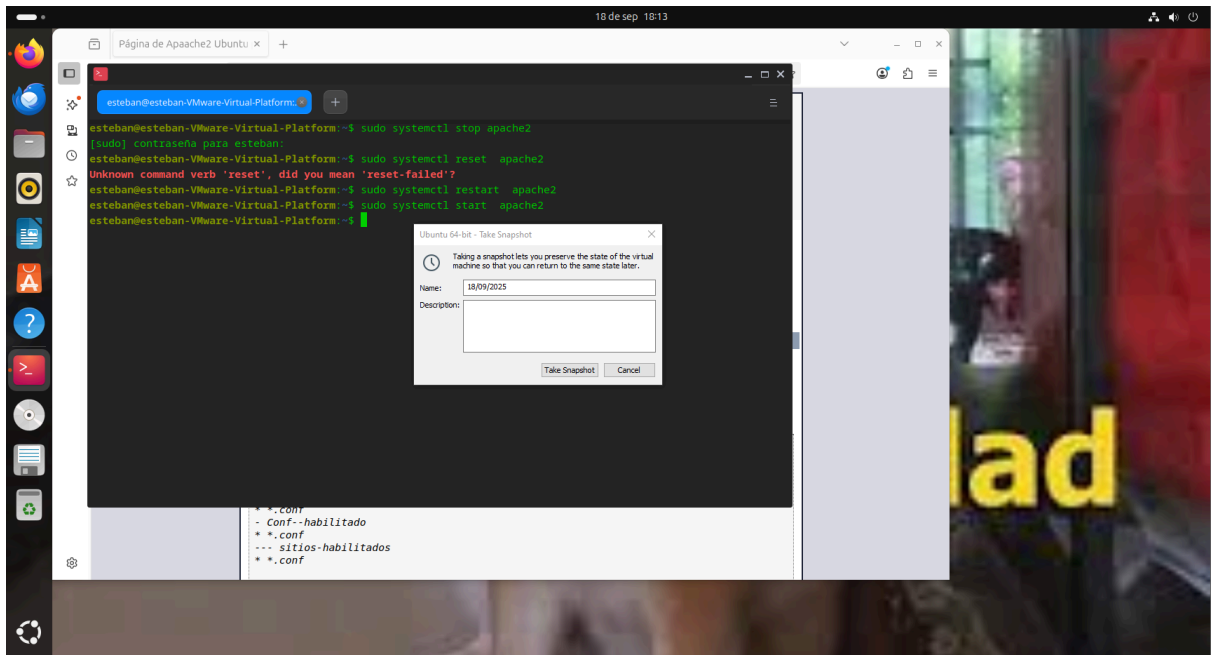 18 de sep 18:13
Página de Apaache2 Ubuntu
esteban@esteban-VMware-Virtual-Platform:
esteban@esteban-VMware-Virtual-Platform:~$ sudo systemctl stop apache2
[sudo] contraseña para esteban:
esteban@esteban-VMware-Virtual-Platform:~$ sudo systemctl reset  apache2
Unknown command verb 'reset', did you mean 'reset-failed'?
esteban@esteban-VMware-Virtual-Platform:~$ sudo systemctl restart  apache2
esteban@esteban-VMware-Virtual-Platform:~$ sudo systemctl start  apache2
esteban@esteban-VMware-Virtual-Platform:~$
Ubuntu 64-bit - Take Snapshot
Taking a snapshot lets you preserve the state of the virtual
machine so that you can return to the same state later.
Name: 18/09/2025
Description:
Take Snapshot Cancel
* *.conf
- Conf--habilitado
* *.conf
--- sitios-habilitados
* *.conf
lad